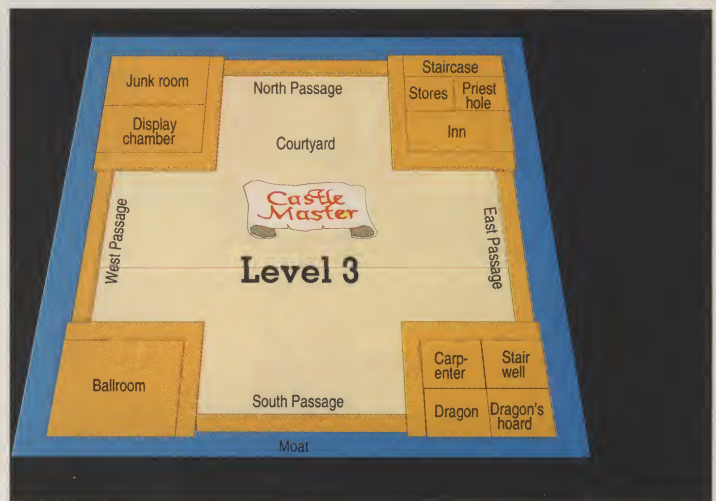 Junk room
Display
chamber
North Passage
Courtyard
Staircase
Stores
Priest
hole
Inn
West Passage
Castle
Master
Level 3
East Passage
Ballroom
South Passage
Carp-
enter
Stair
well
Dragon
Dragon's
hoard
Moat